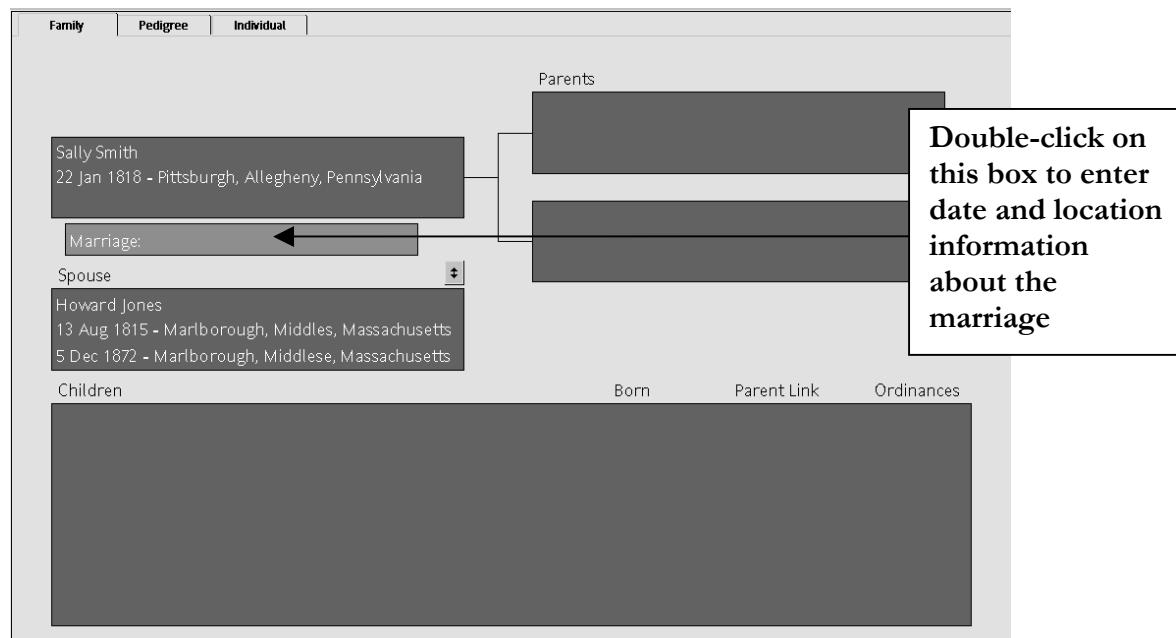 Family Pedigree Individual
Parents
Sally Smith
22 Jan 1818 - Pittsburgh, Allegheny, Pennsylvania
Marriage:
Spouse
Howard Jones
13 Aug 1815 - Marlborough, Middles, Massachusetts
5 Dec 1872 - Marlborough, Middlese, Massachusetts
Children Born Parent Link Ordinances
Double-click on
this box to enter
date and location
information
about the
marriage